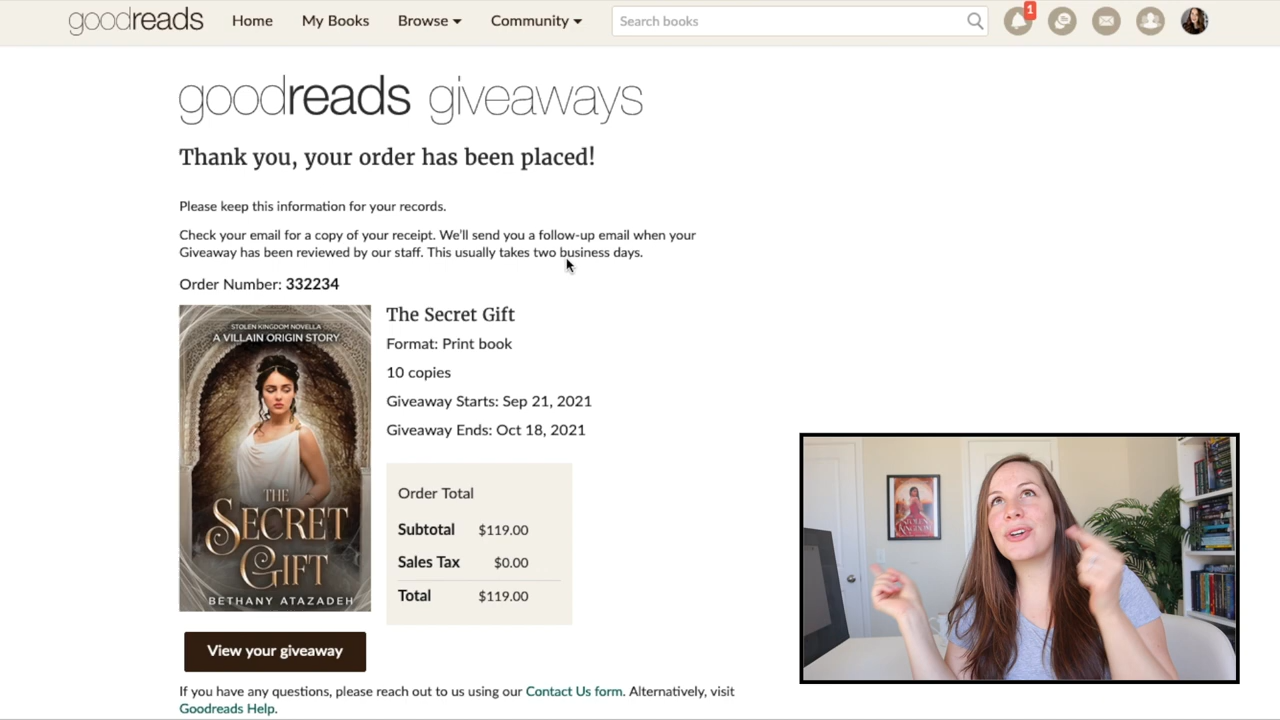 goodreads Home My Books Browse Community Search books 1
goodreads giveaways
Thank you, your order has been placed!
Please keep this information for your records.
Check your email for a copy of your receipt. We'll send you a follow-up email when your
Giveaway has been reviewed by our staff. This usually takes two business days.
Order Number: 332234
STOLEN KINGDOM NOVELLA
A VILLAIN ORIGIN STORY
THE
SECRET
GIFT
BETHANY ATAZADEH
The Secret Gift
Format: Print book
10 copies
Giveaway Starts: Sep 21, 2021
Giveaway Ends: Oct 18, 2021
Order Total
Subtotal $119.00
Sales Tax $0.00
Total $119.00
View your giveaway
If you have any questions, please reach out to us using our Contact Us form. Alternatively, visit
Goodreads Help.
STOLEN
KINGDOM